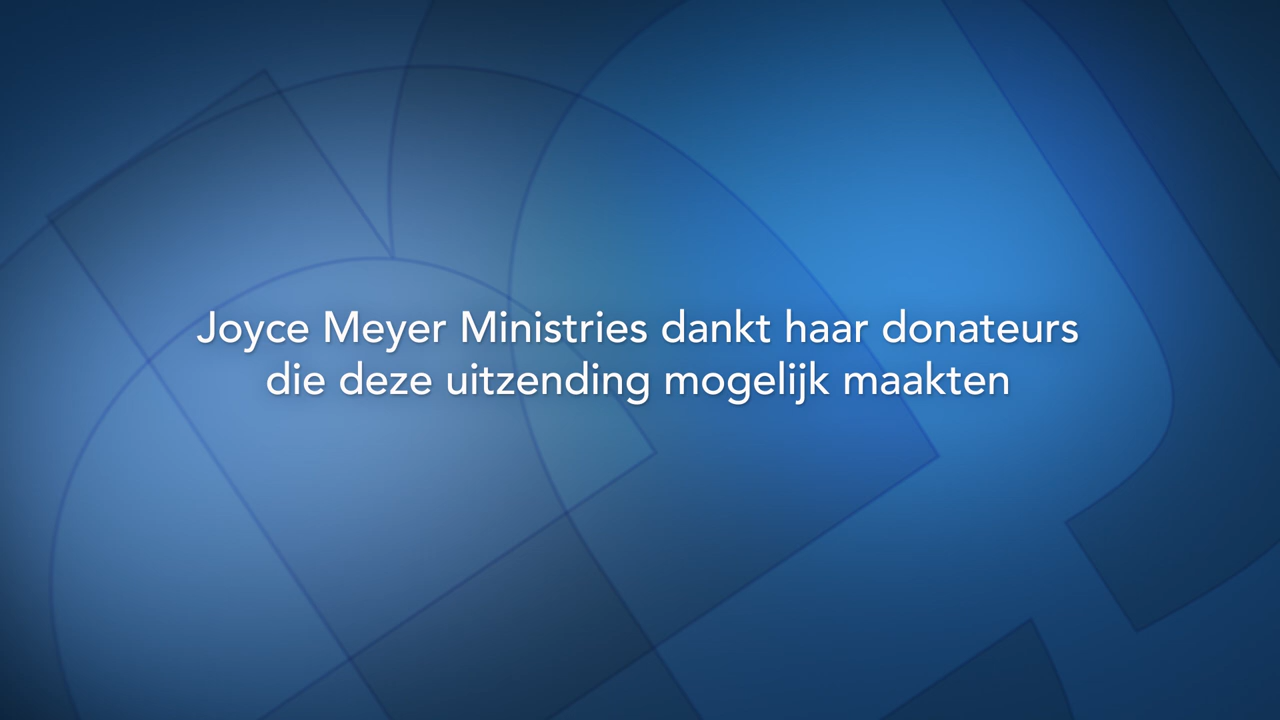 Joyce Meyer Ministries dankt haar donateurs
die deze uitzending mogelijk maakten